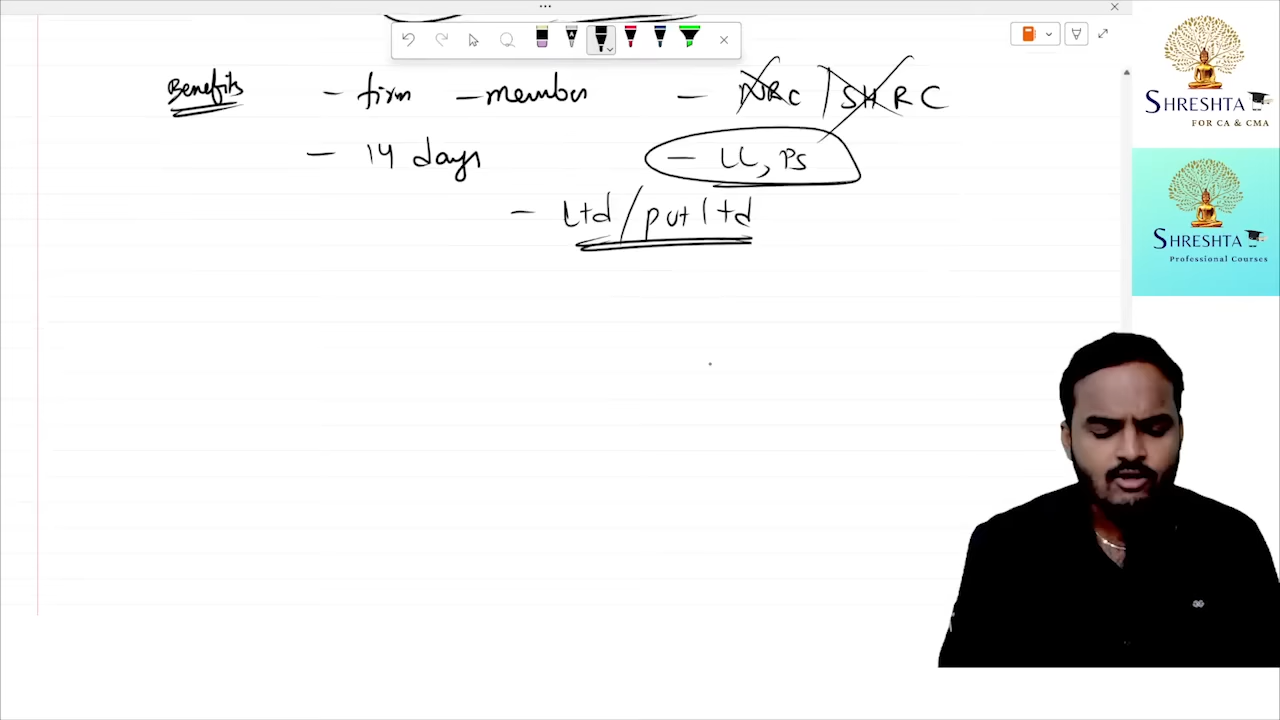 Benefits - firm - member - NRC / SHRC
- 14 days - LL, PS
- Ltd / pvt ltd
SHRESHTA
FOR CA & CMA
SHRESHTA
Professional Courses